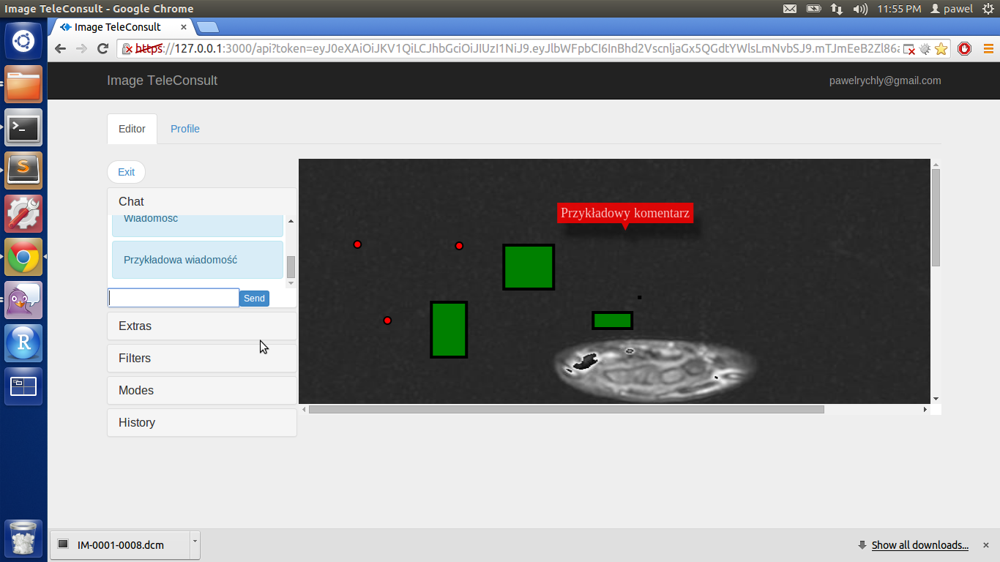 Image TeleConsult - Google Chrome
11:55 PM
pawel
Image TeleConsult
https://127.0.0.1:3000/api?token=eyJ0eXAiOiJKV1QiLCJhbGciOiJIUzI1NiJ9.eyJlbWFpbCI6InBhd2VscnljaGx5QGdtYWlsLmNvbSJ9.mTJmEeB2Zl86a
Image TeleConsult
pawelrychly@gmail.com
Editor
Profile
Exit
Chat
Wiadomość
Przykładowa wiadomość
Send
Extras
Filters
Modes
History
Przykładowy komentarz
IM-0001-0008.dcm
Show all downloads...